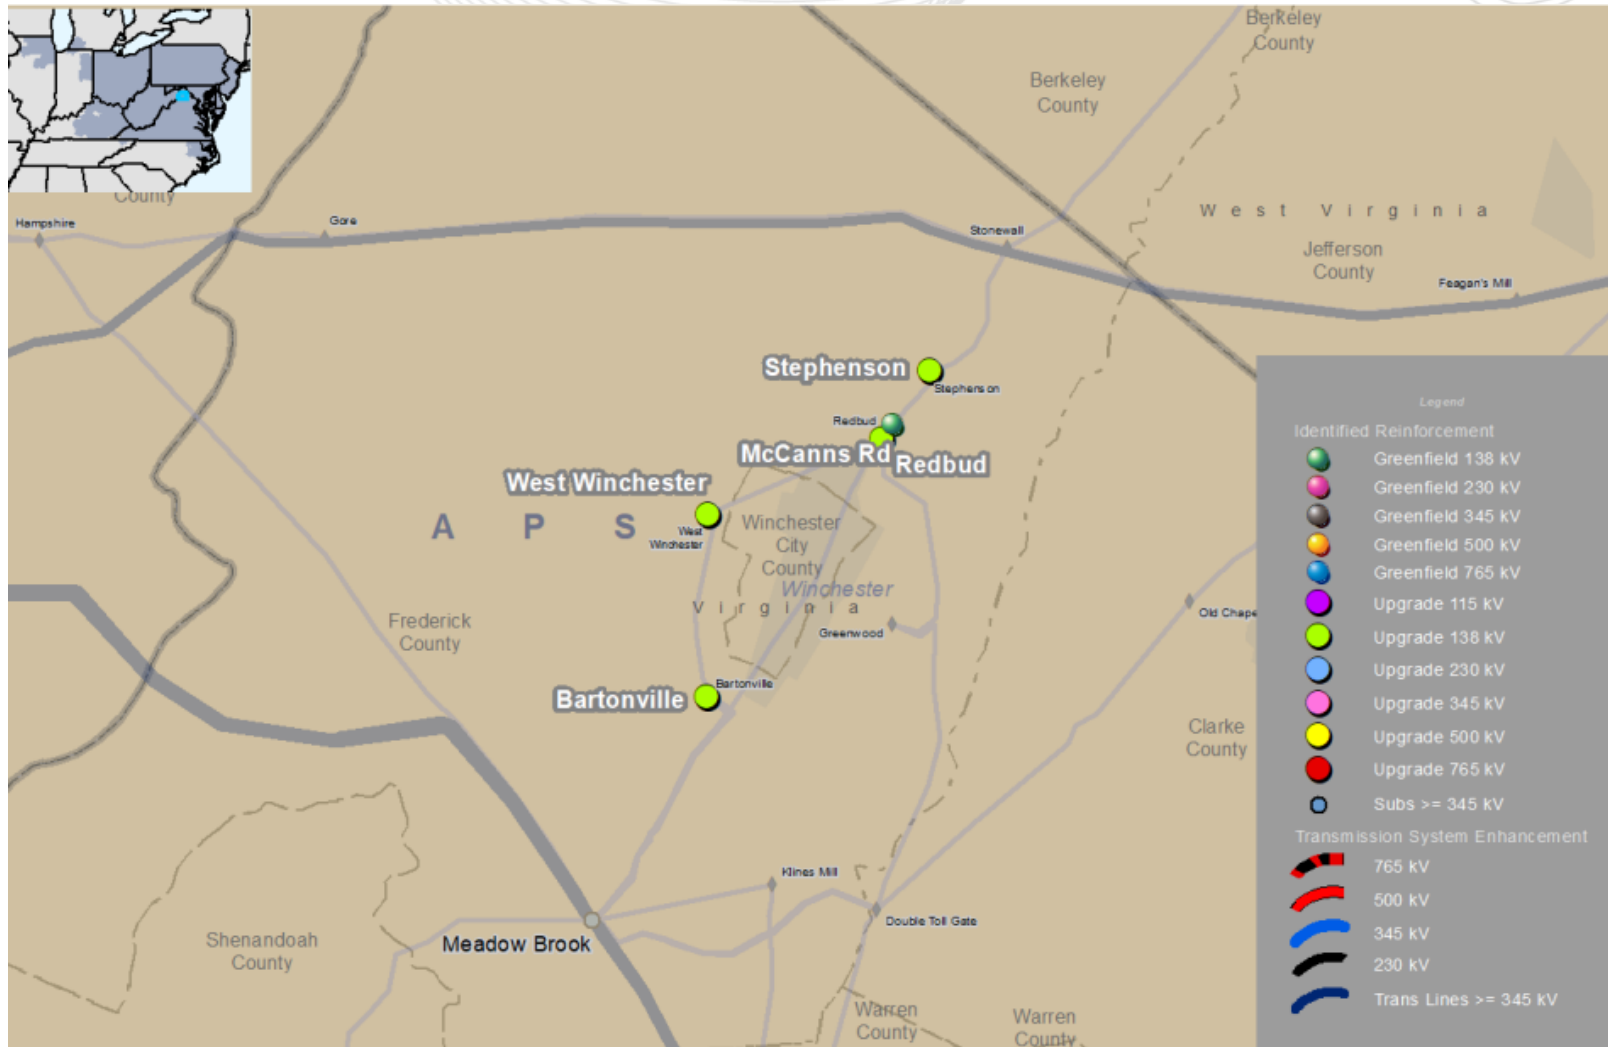 Berkeley
County
Berkeley
County
County
Hampshire
Gore
Stonewall
West Virginia
Jefferson
County
Feagan's Mill
Stephenson
Stephenson
Redbud
McCanns Rd
Redbud
West Winchester
APS
West
Winchester
Winchester
City
County
Winchester
Virginia
Frederick
County
Greenwood
Old Chape
Bartonville
Bartonville
Clarke
County
Klines Mill
Double Toll Gate
Meadow Brook
Shenandoah
County
Warren
County
Warren
County
Legend
Identified Reinforcement
Greenfield 138 kV
Greenfield 230 kV
Greenfield 345 kV
Greenfield 500 kV
Greenfield 765 kV
Upgrade 115 kV
Upgrade 138 kV
Upgrade 230 kV
Upgrade 345 kV
Upgrade 500 kV
Upgrade 765 kV
Subs >= 345 kV
Transmission System Enhancement
765 kV
500 kV
345 kV
230 kV
Trans Lines >= 345 kV